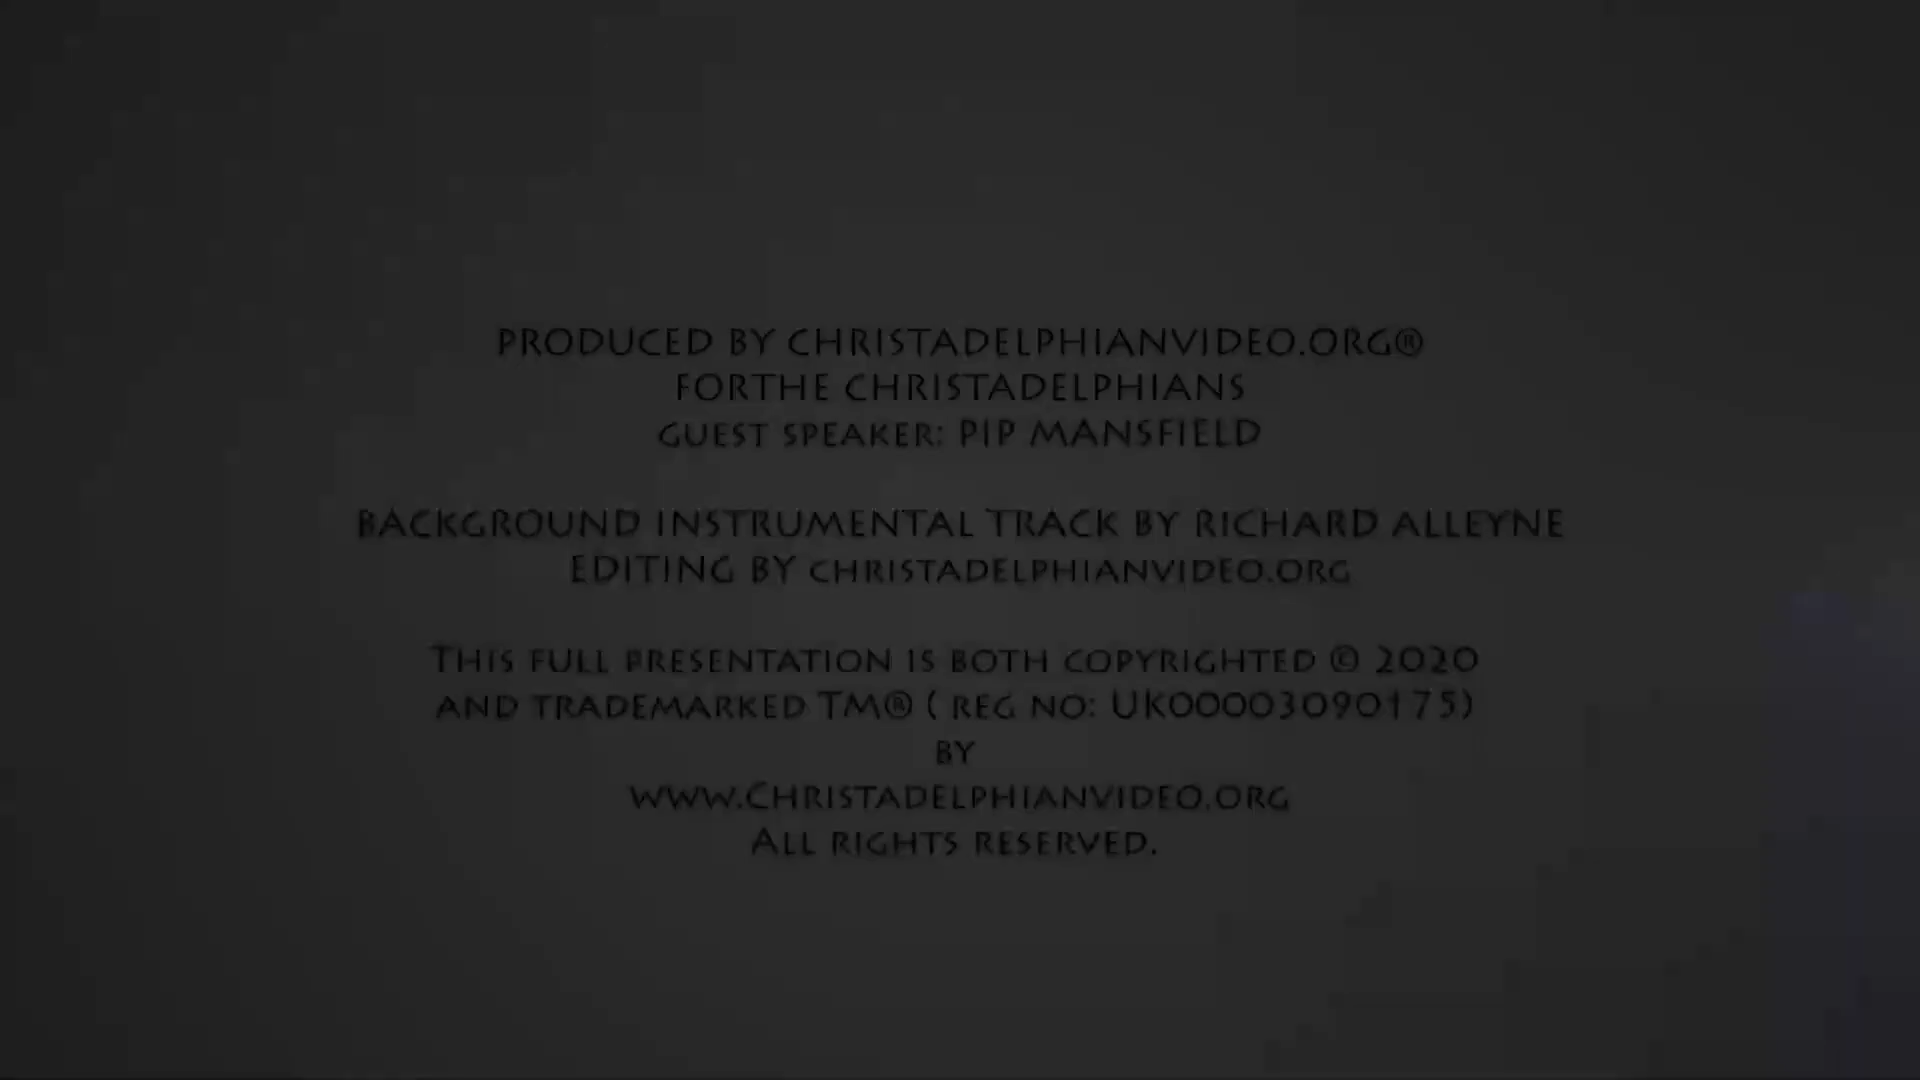 PRODUCED BY CHRISTADELPHIANVIDEO.ORG®
FORTHE CHRISTADELPHIANS
GUEST SPEAKER: PIP MANSFIELD
BACKGROUND INSTRUMENTAL TRACK BY RICHARD ALLEYNE
EDITING BY CHRISTADELPHIANVIDEO.ORG
THIS FULL PRESENTATION IS BOTH COPYRIGHTED © 2020
AND TRADEMARKED TM® ( REG NO: UK00003090175)
BY
WWW.CHRISTADELPHIANVIDEO.ORG
ALL RIGHTS RESERVED.